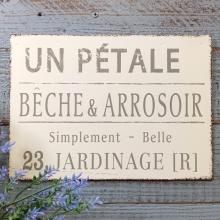 UN PÉTALE
BÊCHE & ARROSOIR
Simplement - Belle
23. JARDINAGE [R]